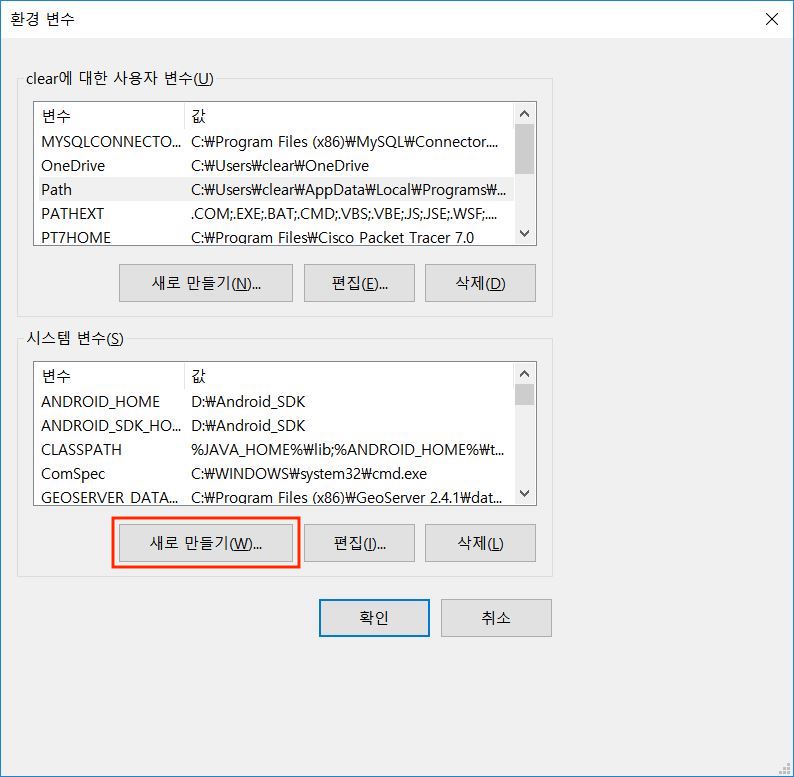 환경 변수
clear에 대한 사용자 변수(U)
변수 값
MYSQLCONNECTO... C:₩Program Files (x86)₩MySQL₩Connector....
OneDrive C:₩Users₩clear₩OneDrive
Path C:₩Users₩clear₩AppData₩Local₩Programs₩...
PATHEXT .COM;.EXE;.BAT;.CMD;.VBS;.VBE;.JS;.JSE;.WSF;....
PT7HOME C:₩Program Files₩Cisco Packet Tracer 7.0
새로 만들기(N)... 편집(E)... 삭제(D)
시스템 변수(S)
변수 값
ANDROID_HOME D:₩Android_SDK
ANDROID_SDK_HO... D:₩Android_SDK
CLASSPATH %JAVA_HOME%₩lib;%ANDROID_HOME%₩t...
ComSpec C:₩WINDOWS₩system32₩cmd.exe
GEOSERVER_DATA... C:₩Program Files (x86)₩GeoServer 2.4.1₩dat...
새로 만들기(W)... 편집(I)... 삭제(L)
확인 취소